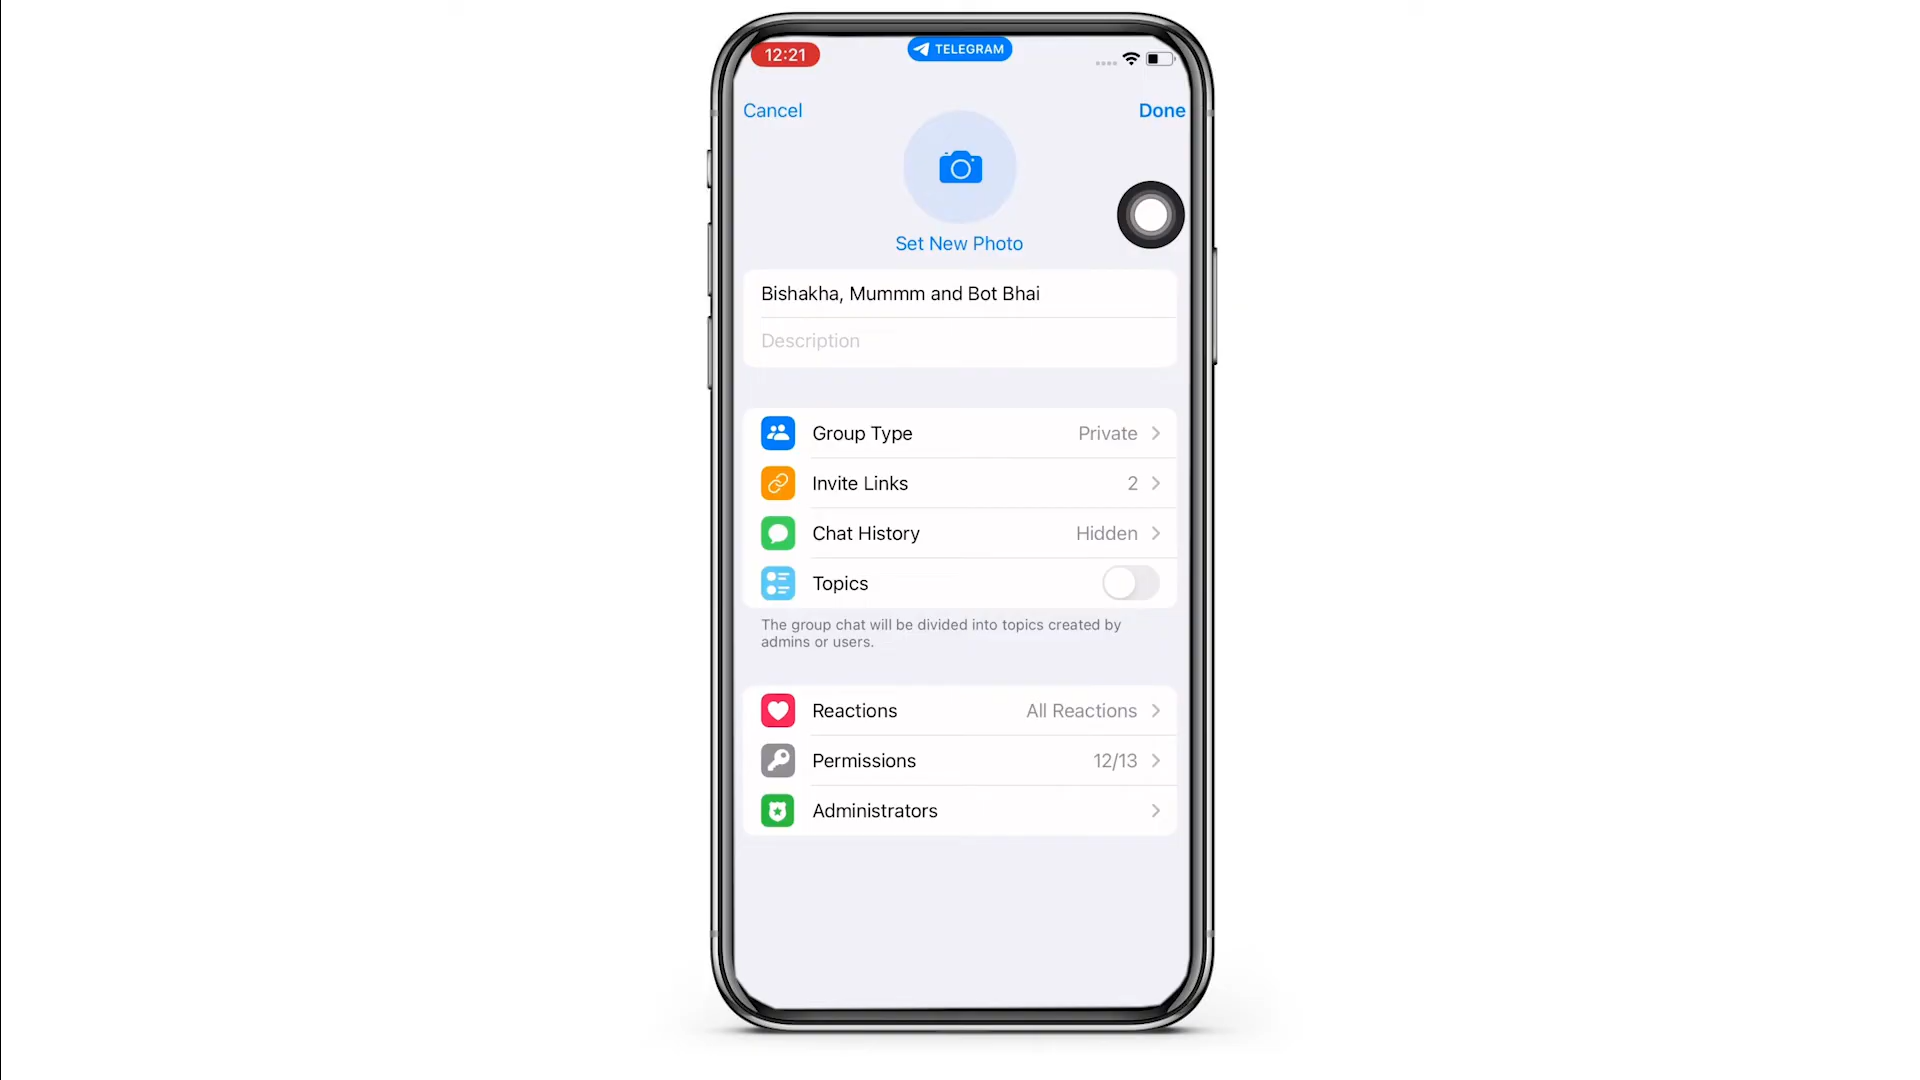 12:21
TELEGRAM
Cancel
Done
Set New Photo
Bishakha, Mummm and Bot Bhai
Description
Group Type Private
Invite Links 2
Chat History Hidden
Topics
The group chat will be divided into topics created by
admins or users.
Reactions All Reactions
Permissions 12/13
Administrators